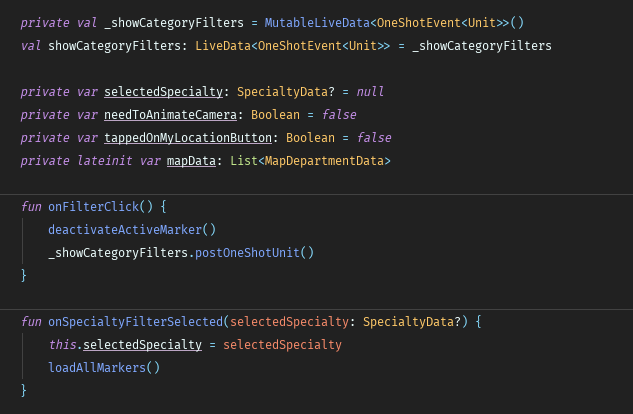 private val _showCategoryFilters = MutableLiveData<OneShotEvent<Unit>>()
val showCategoryFilters: LiveData<OneShotEvent<Unit>> = _showCategoryFilters
private var selectedSpecialty: SpecialtyData? = null
private var needToAnimateCamera: Boolean = false
private var tappedOnMyLocationButton: Boolean = false
private lateinit var mapData: List<MapDepartmentData>
fun onFilterClick() {
deactivateActiveMarker()
_showCategoryFilters.postOneShotUnit()
}
fun onSpecialtyFilterSelected(selectedSpecialty: SpecialtyData?) {
this.selectedSpecialty = selectedSpecialty
loadAllMarkers()
}